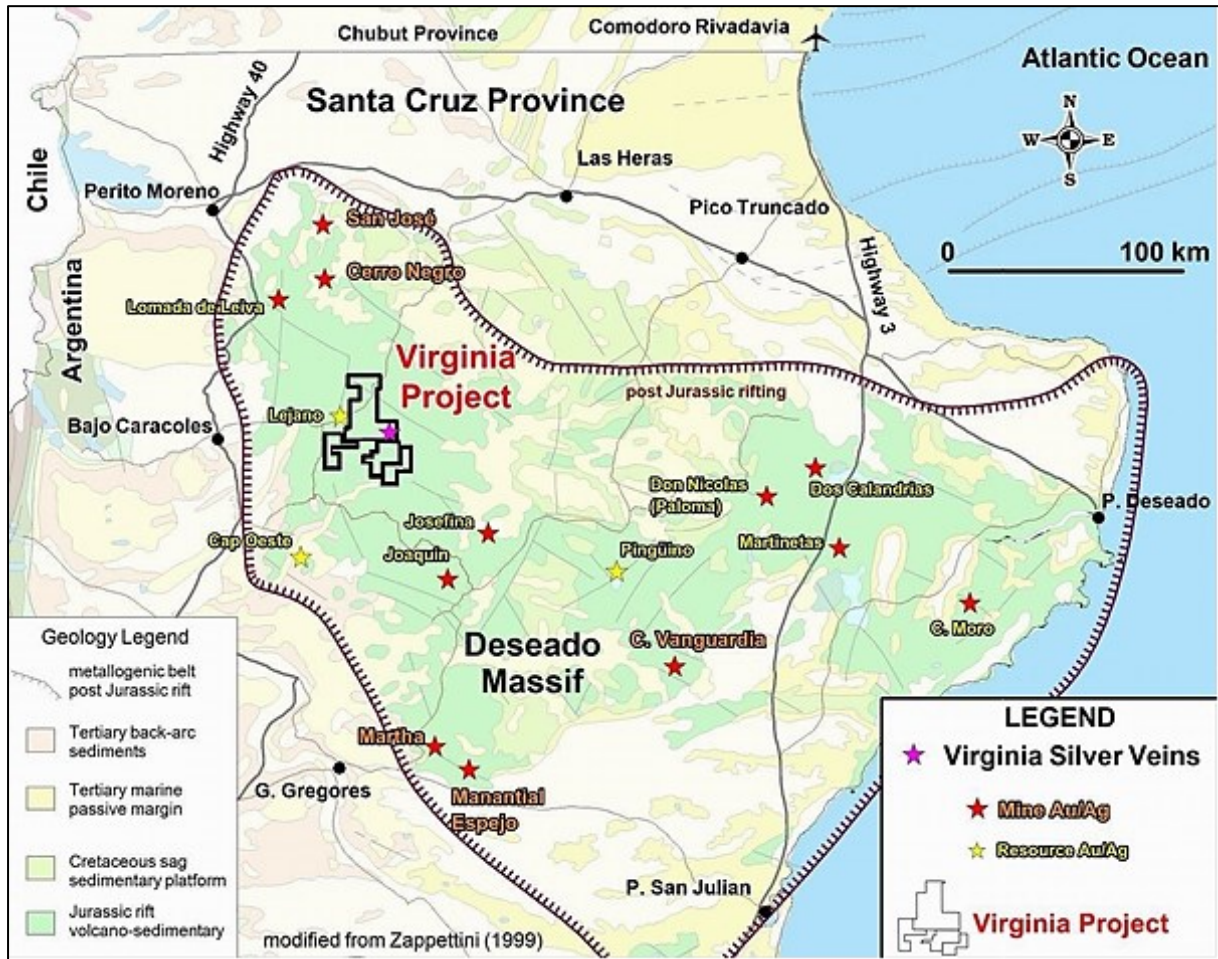 Chubut Province
Comodoro Rivadavia
Atlantic Ocean
Highway 40
Santa Cruz Province
N
W E
S
Chile
Las Heras
Perito Moreno
Pico Truncado
0 100 km
San José
Cerro Negro
Lomada de Leiva
Highway 3
Argentina
Virginia
Project
post Jurassic rifting
Lojano
Bajo Caracoles
Don Nicolas
(Paloma)
Dos Calandrias
P. Deseado
Josefina
Cap Oeste
Joaquin
Pingüino
Martinetas
C. Moro
Deseado
Massif
C. Vanguardia
Martha
G. Gregores
Manantial
Espejo
P. San Julian
Geology Legend
metallogenic belt
post Jurassic rift
Tertiary back-arc
sediments
Tertiary marine
passive margin
Cretaceous sag
sedimentary platform
Jurassic rift
volcano-sedimentary
modified from Zappettini (1999)
LEGEND
Virginia Silver Veins
Mine Au/Ag
Resource Au/Ag
Virginia Project